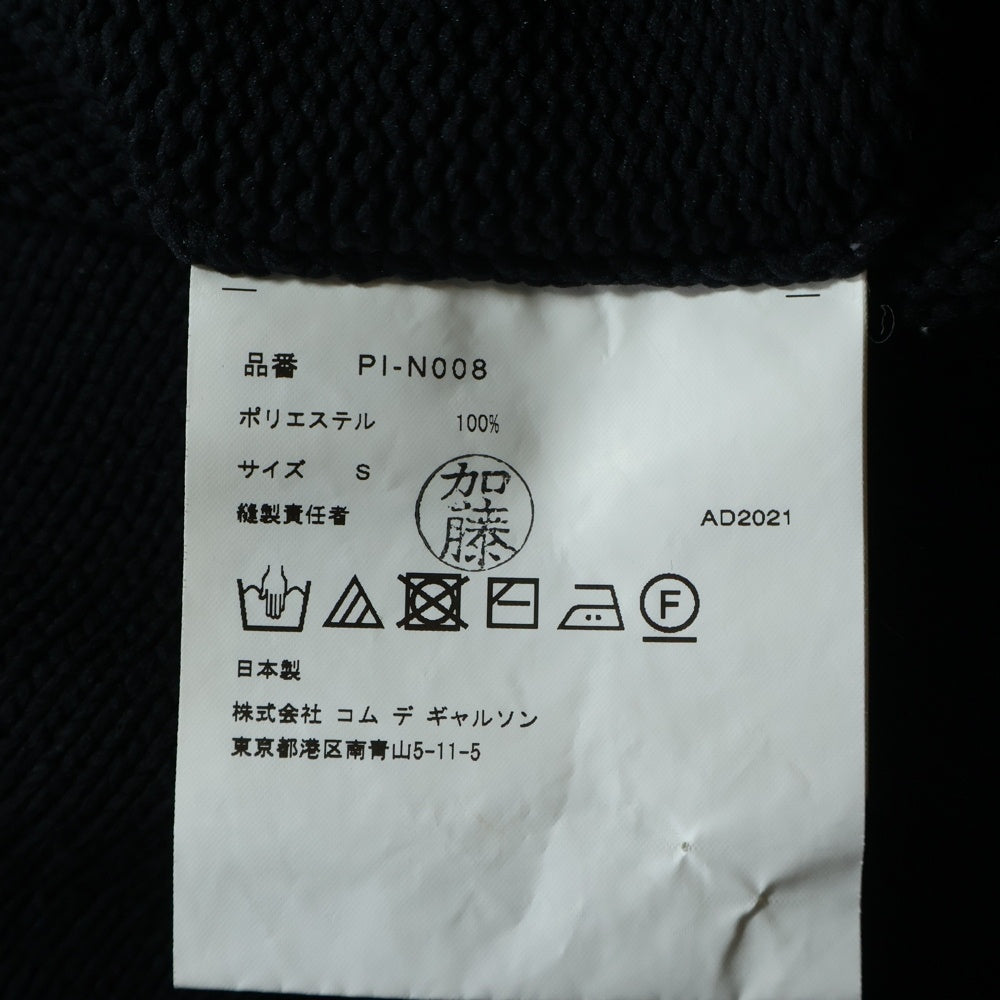 品番 PI-N008
ポリエステル 100%
サイズ S
縫製責任者 加藤 AD2021
F
日本製
株式会社 コム デ ギャルソン
東京都港区南青山5-11-5